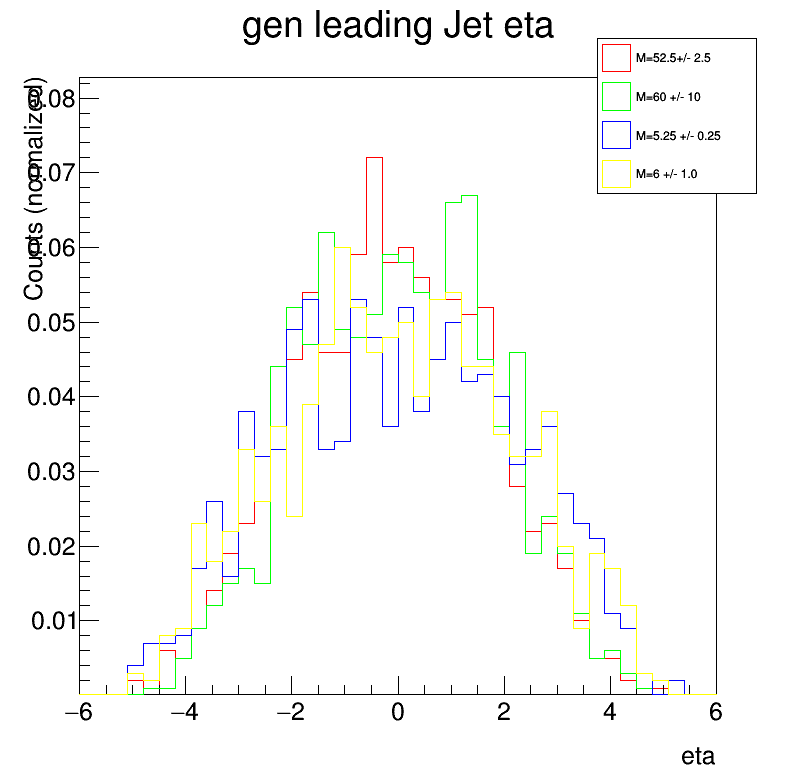 gen leading Jet eta
M=52.5+/- 2.5
M=60 +/- 10
M=5.25 +/- 0.25
M=6 +/- 1.0
Counts (normalized)
0.08
0.07
0.06
0.05
0.04
0.03
0.02
0.01
−6 −4 −2 0 2 4 6
eta